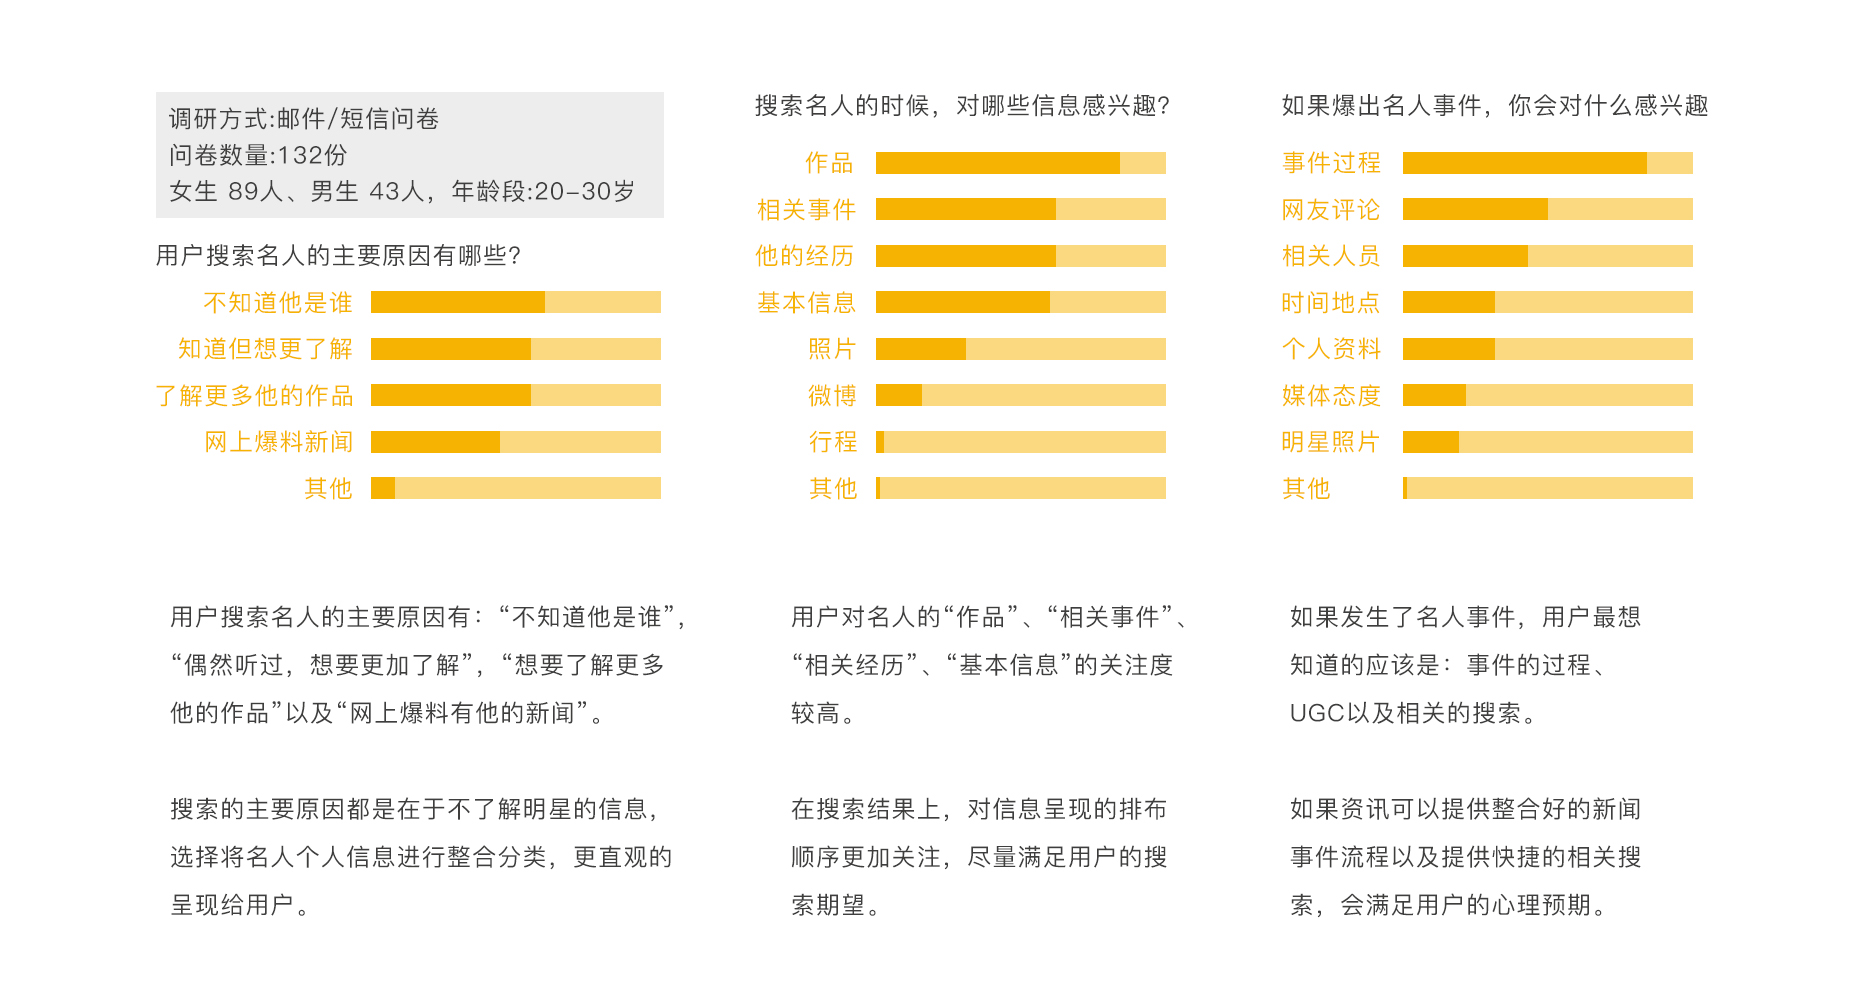 调研方式:邮件/短信问卷
问卷数量:132份
女生 89人、男生 43人，年龄段:20-30岁
用户搜索名人的主要原因有哪些?
不知道他是谁
知道但想更了解
了解更多他的作品
网上爆料新闻
其他
用户搜索名人的主要原因有：“不知道他是谁”，
“偶然听过，想要更加了解”，“想要了解更多
他的作品”以及“网上爆料有他的新闻”。
搜索的主要原因都是在于不了解明星的信息，
选择将名人个人信息进行整合分类，更直观的
呈现给用户。
搜索名人的时候，对哪些信息感兴趣?
作品
相关事件
他的经历
基本信息
照片
微博
行程
其他
用户对名人的“作品”、“相关事件”、
“相关经历”、“基本信息”的关注度
较高。
在搜索结果上，对信息呈现的排布
顺序更加关注，尽量满足用户的搜
索期望。
如果爆出名人事件，你会对什么感兴趣
事件过程
网友评论
相关人员
时间地点
个人资料
媒体态度
明星照片
其他
如果发生了名人事件，用户最想
知道的应该是：事件的过程、
UGC以及相关的搜索。
如果资讯可以提供整合好的新闻
事件流程以及提供快捷的相关搜
索，会满足用户的心理预期。